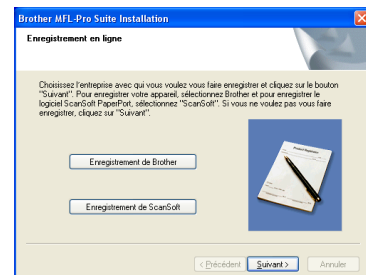 Brother MFL-Pro Suite Installation
Enregistrement en ligne
Choisissez l'entreprise avec qui vous voulez vous faire enregistrer et cliquez sur le bouton
"Suivant". Pour enregistrer votre appareil, sélectionnez Brother et pour enregistrer le
logiciel ScanSoft PaperPort, sélectionnez "ScanSoft". Si vous ne voulez pas vous faire
enregistrer, cliquez sur "Suivant".
Enregistrement de Brother
Enregistrement de ScanSoft
< Précédent Suivant > Annuler